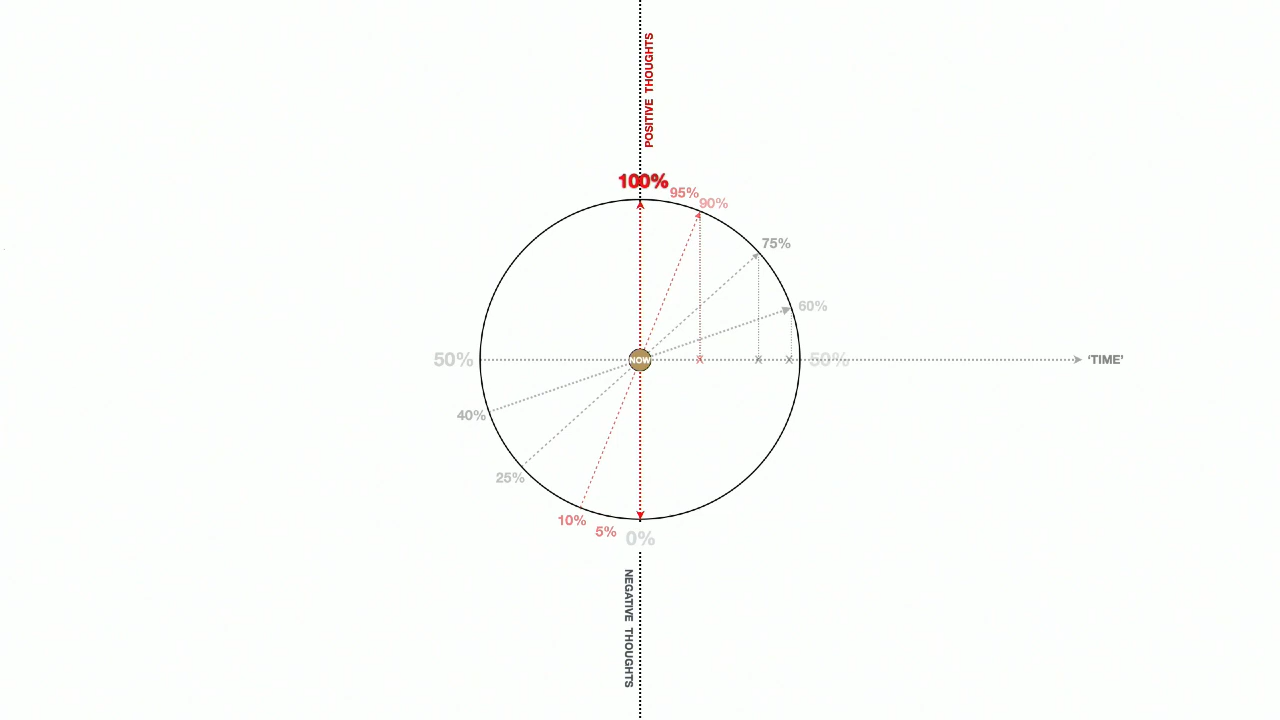 POSITIVE THOUGHTS
100%
95%
90%
75%
60%
50%
NOW
50%
'TIME'
40%
25%
10%
5%
0%
NEGATIVE THOUGHTS
x
x
x